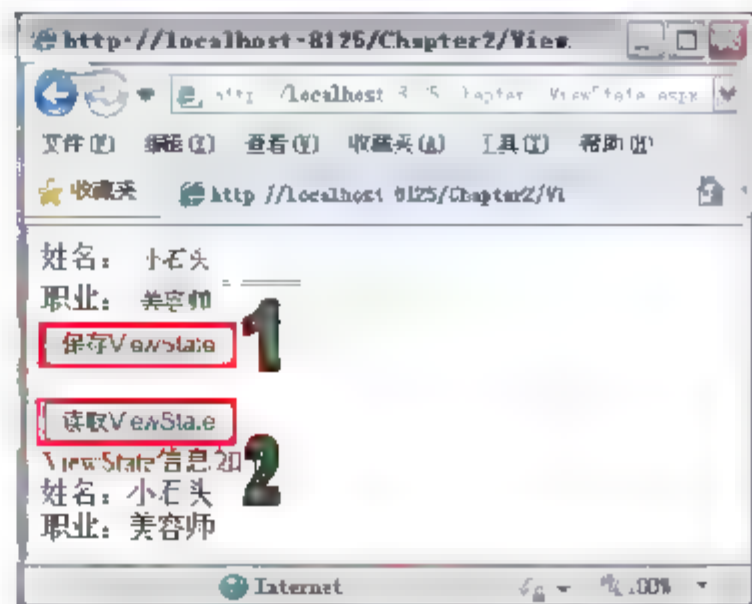 http://localhost:8125/Chapter2/View
文件(F) 编辑(E) 查看(V) 收藏夹(A) 工具(T) 帮助(H)
收藏夹 http://localhost:8125/Chapter2/Vi
姓名： 小石头
职业： 美容师
保存ViewState
1
读取ViewState
2
ViewState信息
姓名：小石头
职业：美容师
Internet